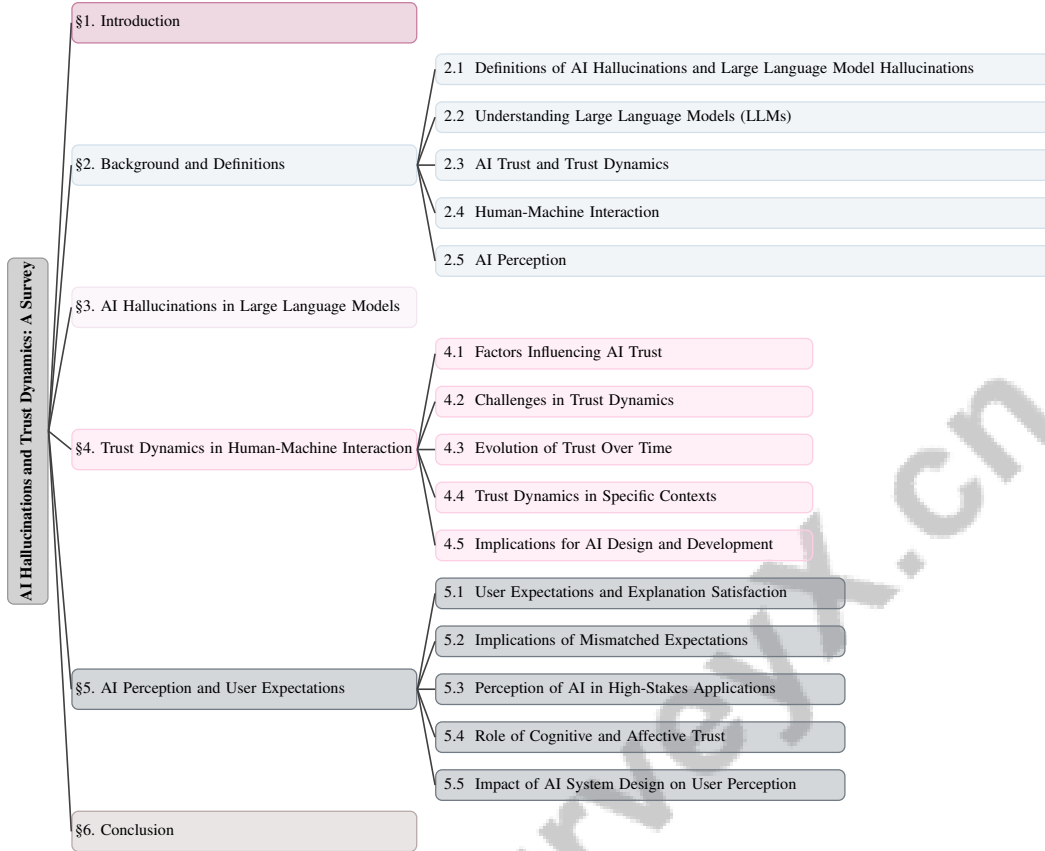 AI Hallucinations and Trust Dynamics: A Survey
§1. Introduction
§2. Background and Definitions
2.1 Definitions of AI Hallucinations and Large Language Model Hallucinations
2.2 Understanding Large Language Models (LLMs)
2.3 AI Trust and Trust Dynamics
2.4 Human-Machine Interaction
2.5 AI Perception
§3. AI Hallucinations in Large Language Models
§4. Trust Dynamics in Human-Machine Interaction
4.1 Factors Influencing AI Trust
4.2 Challenges in Trust Dynamics
4.3 Evolution of Trust Over Time
4.4 Trust Dynamics in Specific Contexts
4.5 Implications for AI Design and Development
§5. AI Perception and User Expectations
5.1 User Expectations and Explanation Satisfaction
5.2 Implications of Mismatched Expectations
5.3 Perception of AI in High-Stakes Applications
5.4 Role of Cognitive and Affective Trust
5.5 Impact of AI System Design on User Perception
§6. Conclusion
rveyx.cn